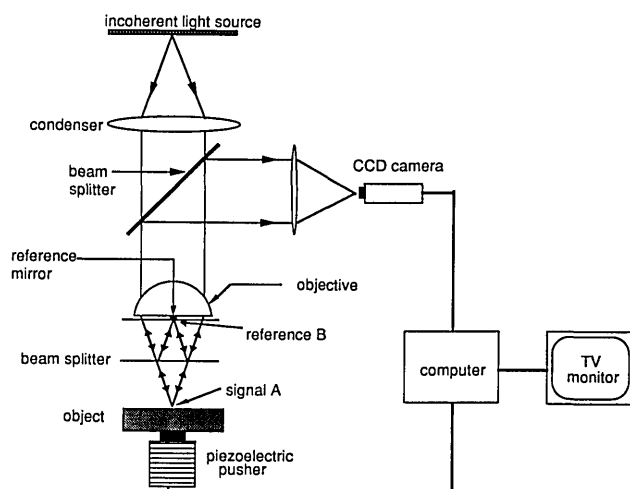 incoherent light source
condenser
beam
splitter
CCD camera
reference
mirror
objective
reference B
beam splitter
signal A
object
computer
TV
monitor
piezoelectric
pusher